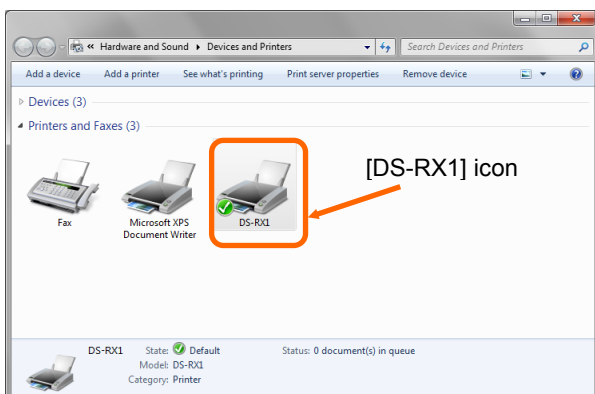 « Hardware and Sound ▸ Devices and Printers
Search Devices and Printers
Add a device Add a printer See what's printing Print server properties Remove device
Devices (3)
Printers and Faxes (3)
[DS-RX1] icon
Fax
Microsoft XPS
Document Writer
DS-RX1
DS-RX1 State: Default Status: 0 document(s) in queue
Model: DS-RX1
Category: Printer